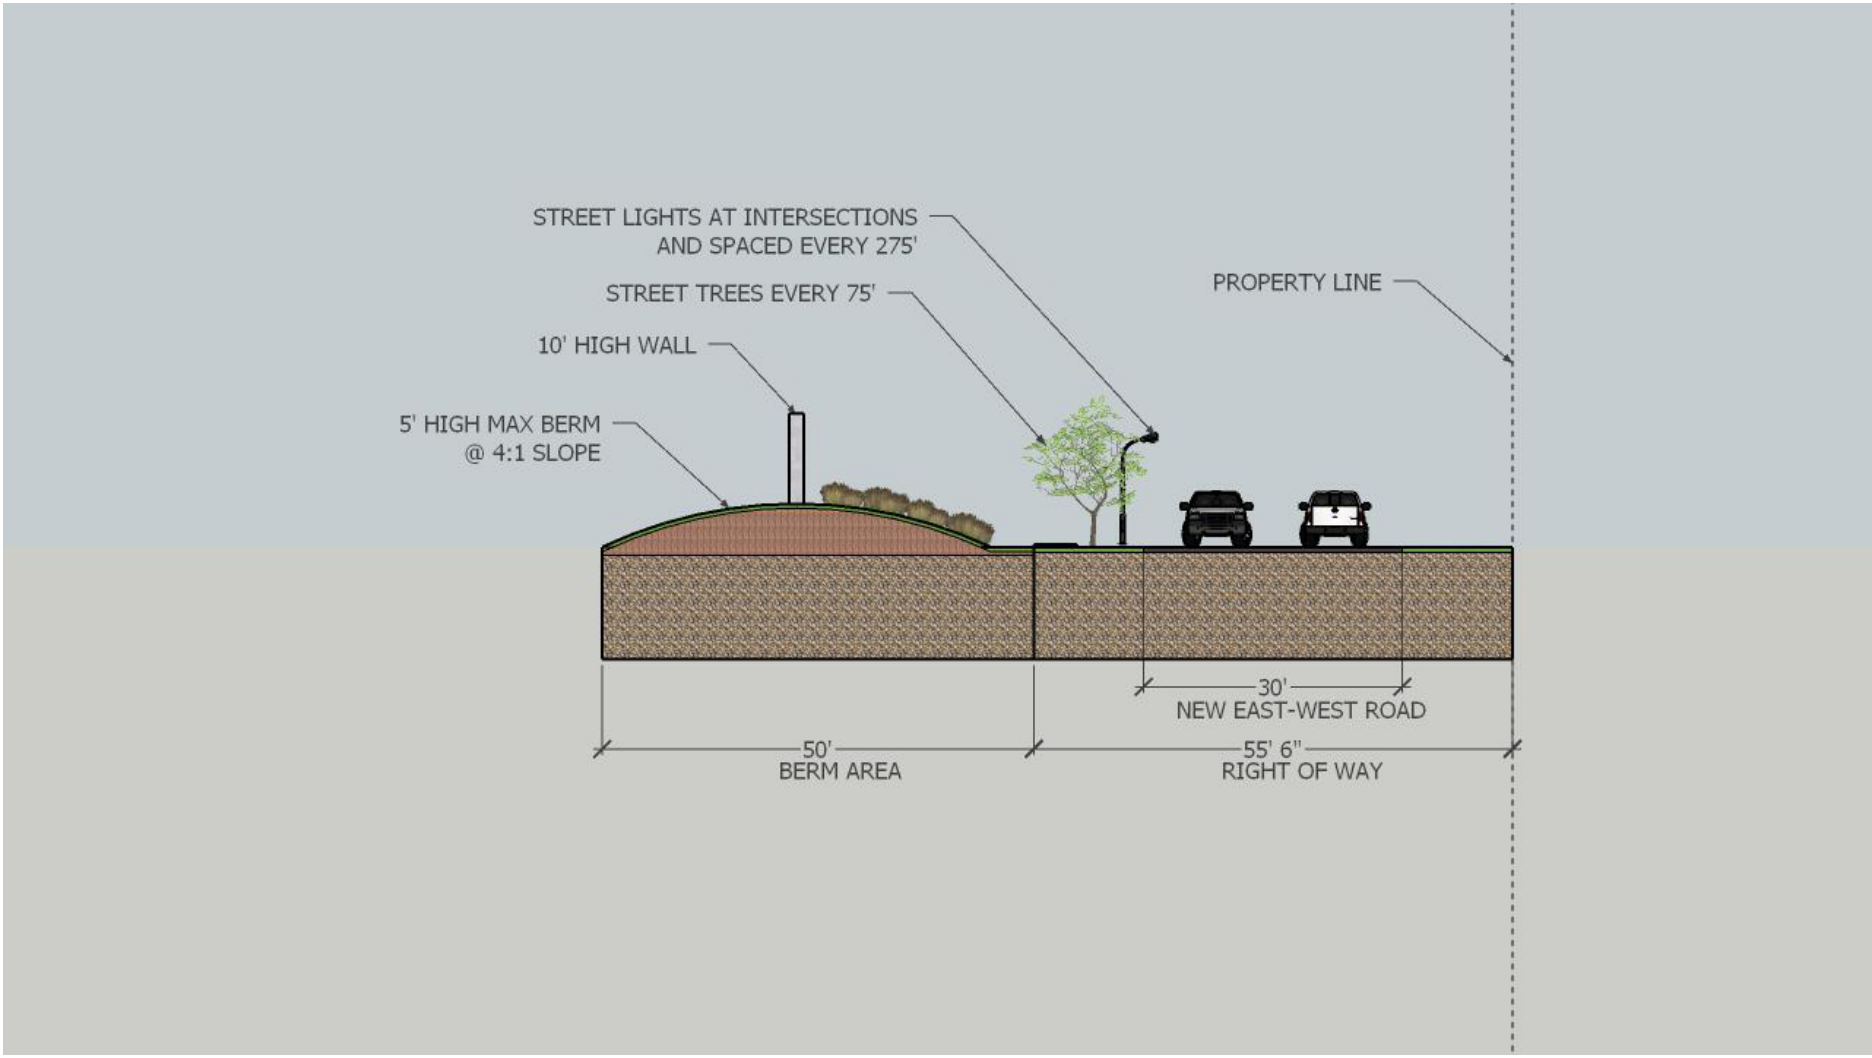 STREET LIGHTS AT INTERSECTIONS
AND SPACED EVERY 275'
STREET TREES EVERY 75'
PROPERTY LINE
10' HIGH WALL
5' HIGH MAX BERM
@ 4:1 SLOPE
30'
NEW EAST-WEST ROAD
50'
BERM AREA
55' 6"
RIGHT OF WAY